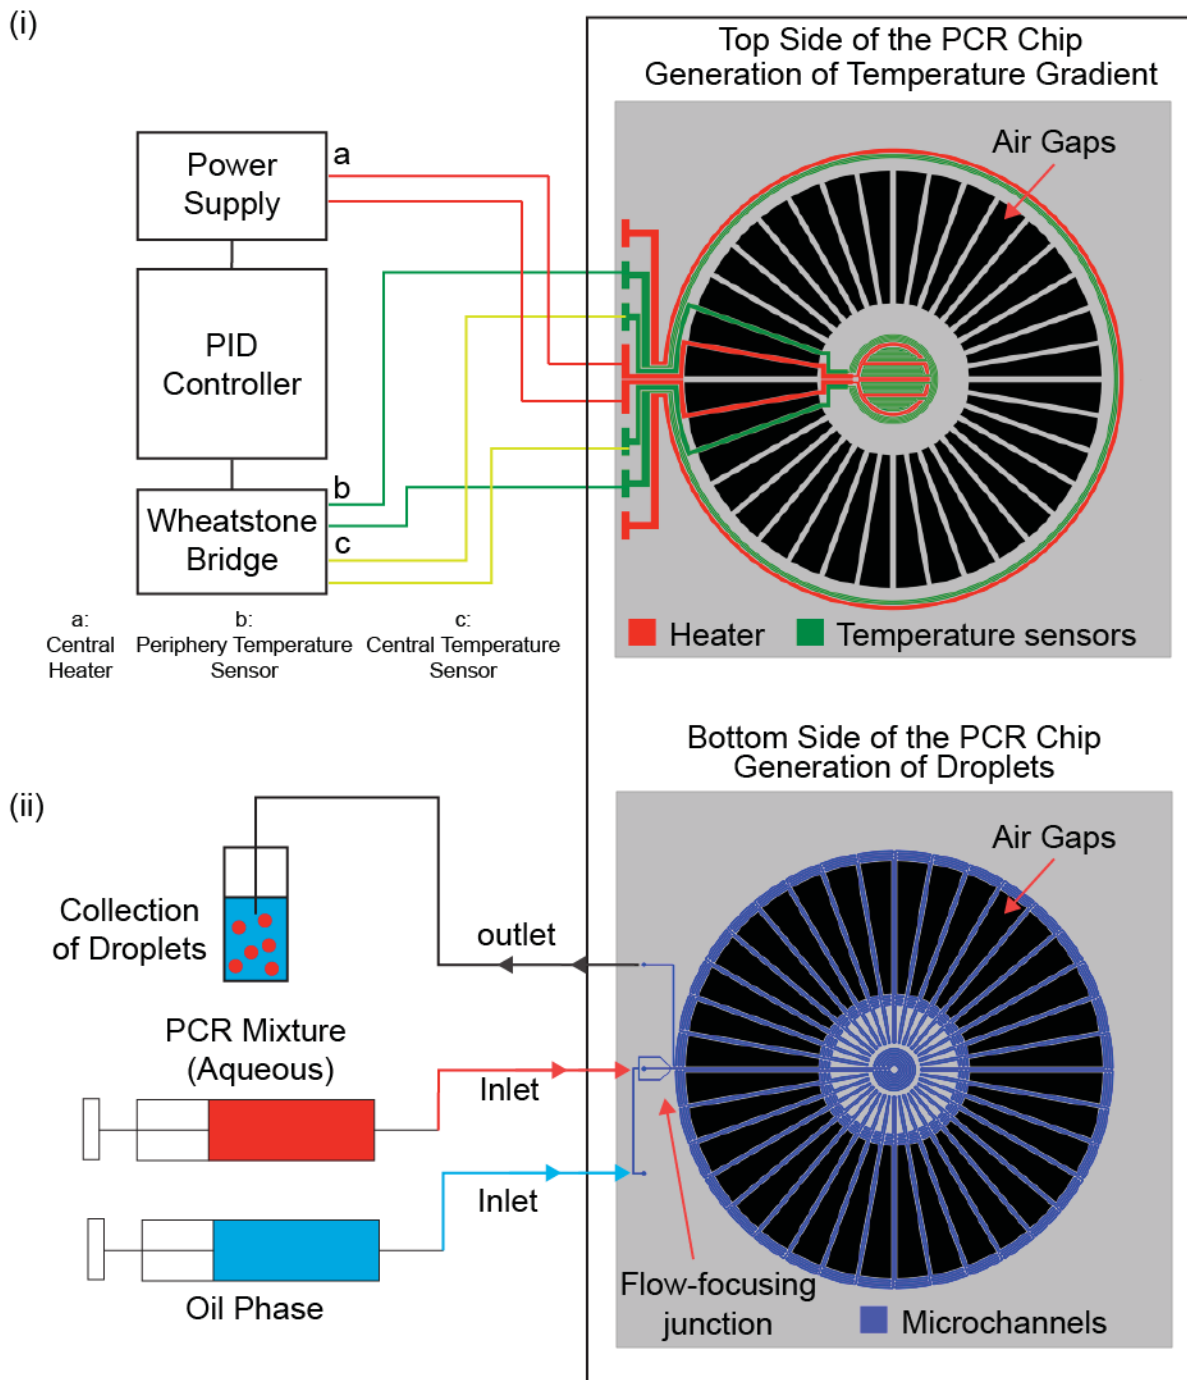 (i)
Top Side of the PCR Chip
Generation of Temperature Gradient
Air Gaps
Power
Supply
a
PID
Controller
b
Wheatstone
Bridge
c
a:
Central
Heater
b:
Periphery Temperature
Sensor
c:
Central Temperature
Sensor
Heater
Temperature sensors
(ii)
Bottom Side of the PCR Chip
Generation of Droplets
Air Gaps
Collection
of Droplets
outlet
PCR Mixture
(Aqueous)
Inlet
Inlet
Oil Phase
Flow-focusing
junction
Microchannels